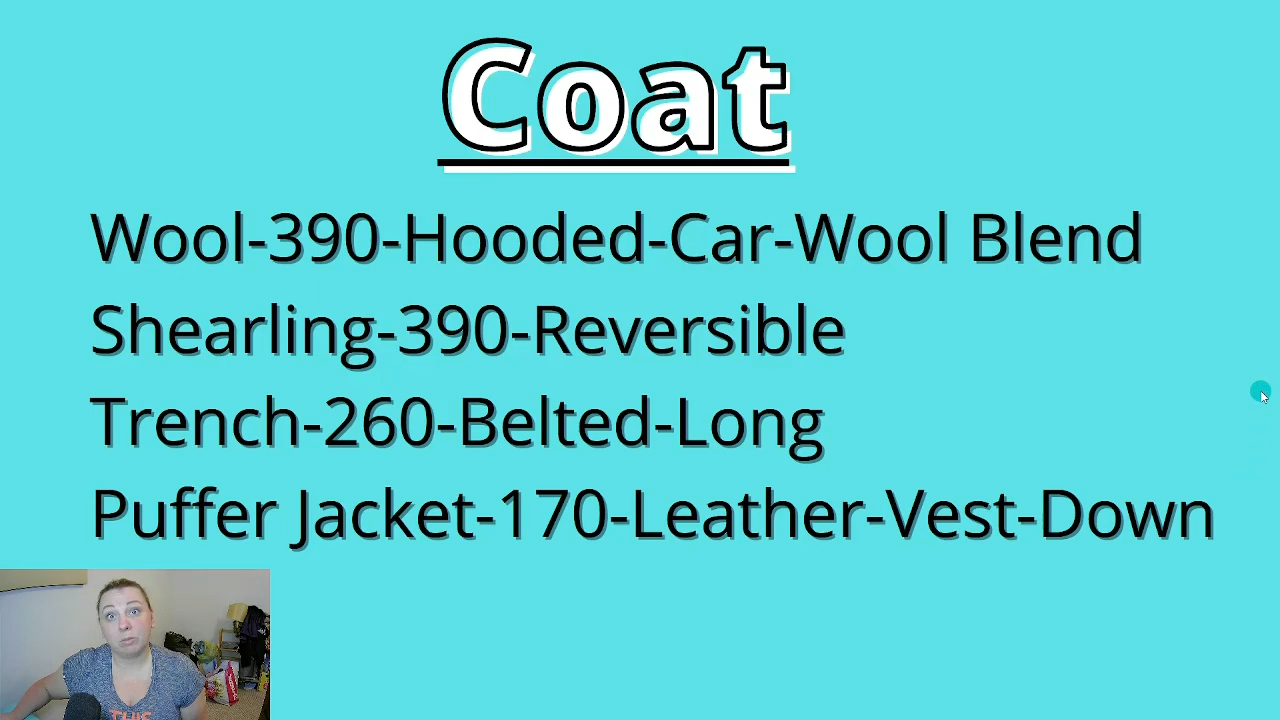 Coat
Wool-390-Hooded-Car-Wool Blend
Shearling-390-Reversible
Trench-260-Belted-Long
Puffer Jacket-170-Leather-Vest-Down
THIS